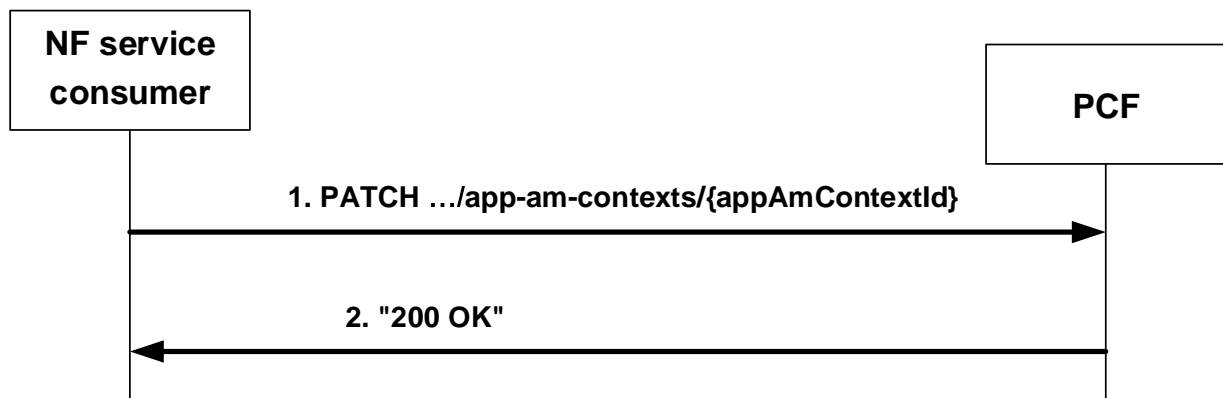 NF service
consumer
PCF
1. PATCH …/app-am-contexts/{appAmContextId}
2. "200 OK"